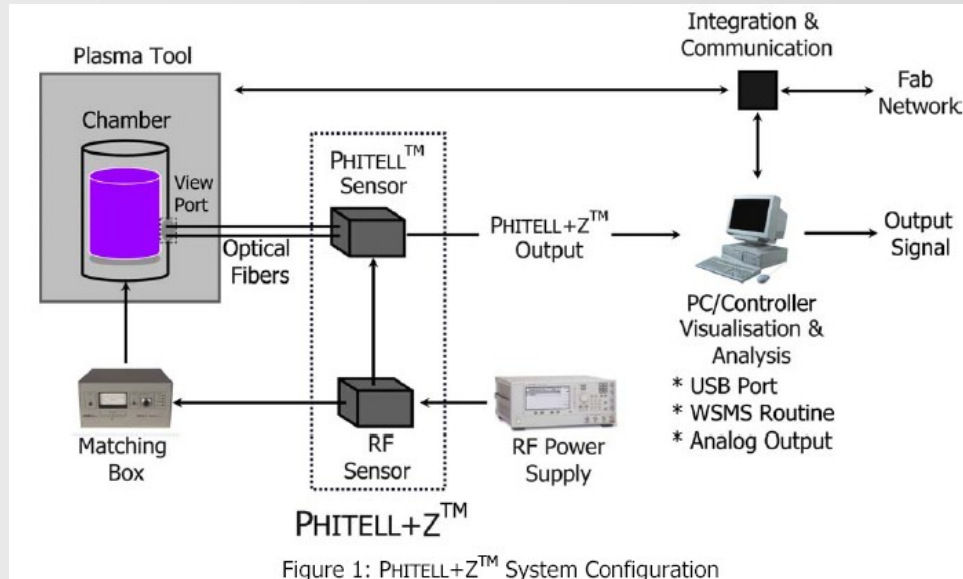 Integration &
Communication
Plasma Tool
Fab
Network
Chamber
PHITELL™
Sensor
View
Port
Optical
Fibers
PHITELL+Z™
Output
Output
Signal
PC/Controller
Visualisation &
Analysis
* USB Port
* WSMS Routine
* Analog Output
Matching
Box
RF
Sensor
RF Power
Supply
PHITELL+Z™
Figure 1: PHITELL+Z™ System Configuration